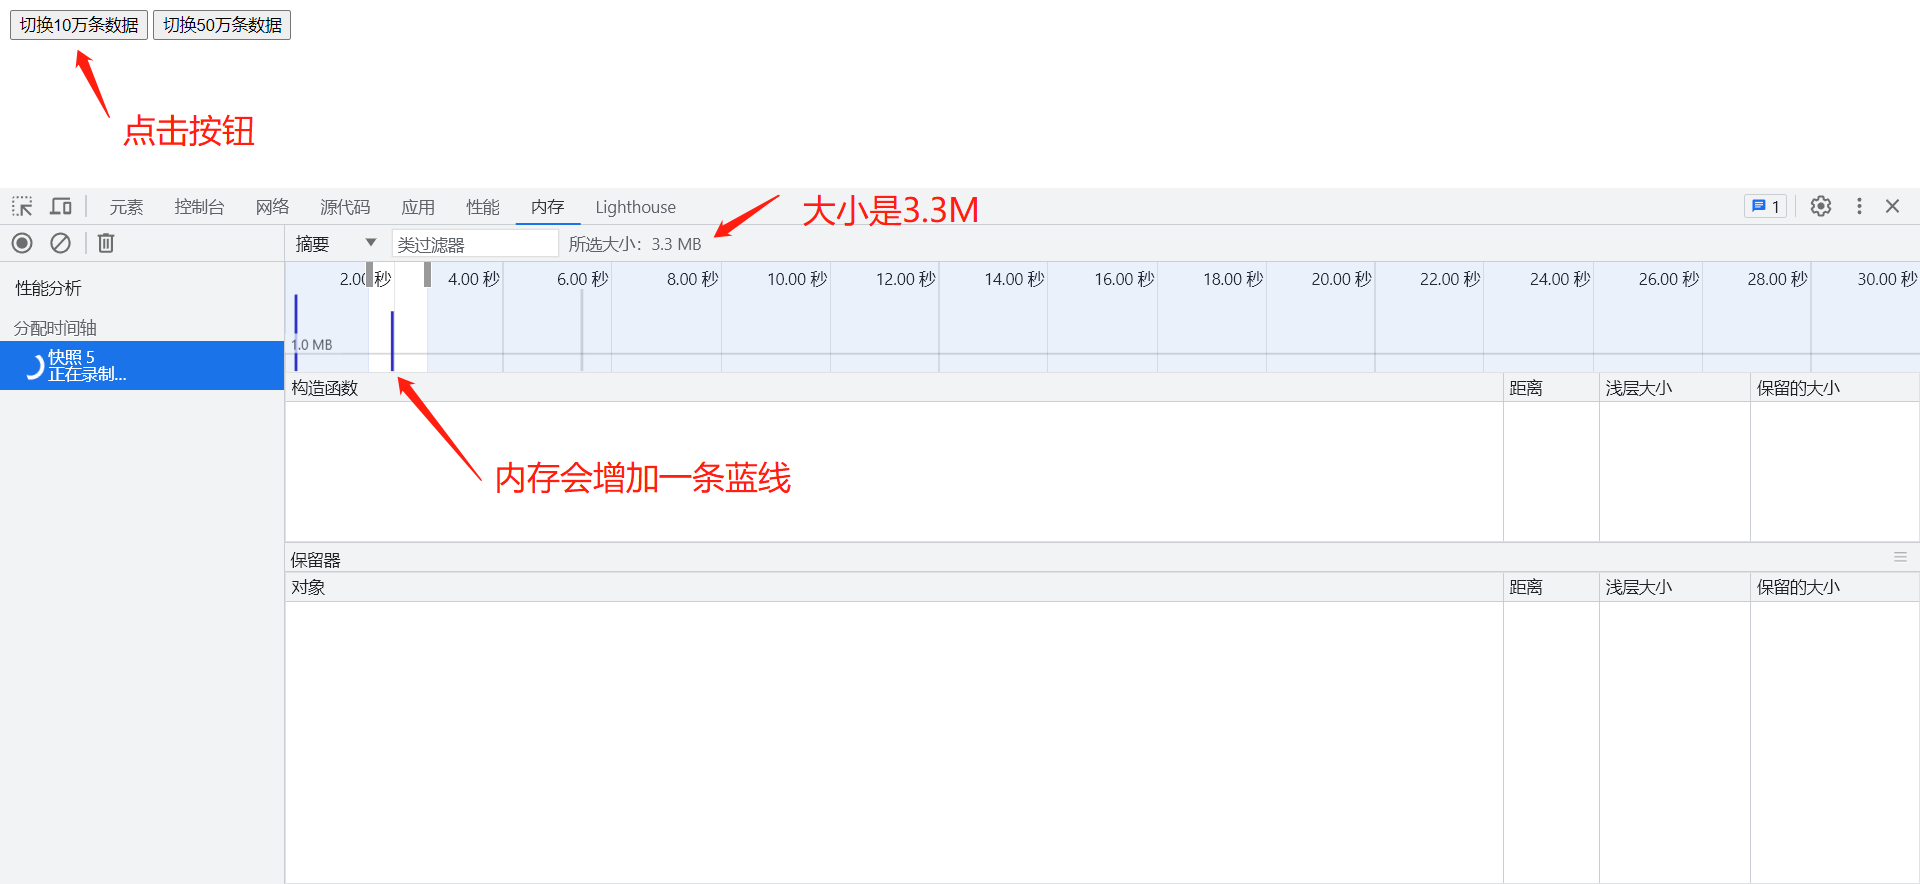 切换10万条数据 切换50万条数据
点击按钮
元素 控制台 网络 源代码 应用 性能 内存 Lighthouse 1
大小是3.3M
摘要 类过滤器 所选大小：3.3 MB
性能分析
分配时间轴
快照 5
正在录制...
2.00 秒 4.00 秒 6.00 秒 8.00 秒 10.00 秒 12.00 秒 14.00 秒 16.00 秒 18.00 秒 20.00 秒 22.00 秒 24.00 秒 26.00 秒 28.00 秒 30.00 秒
1.0 MB
构造函数 距离 浅层大小 保留的大小
内存会增加一条蓝线
保留器
对象 距离 浅层大小 保留的大小